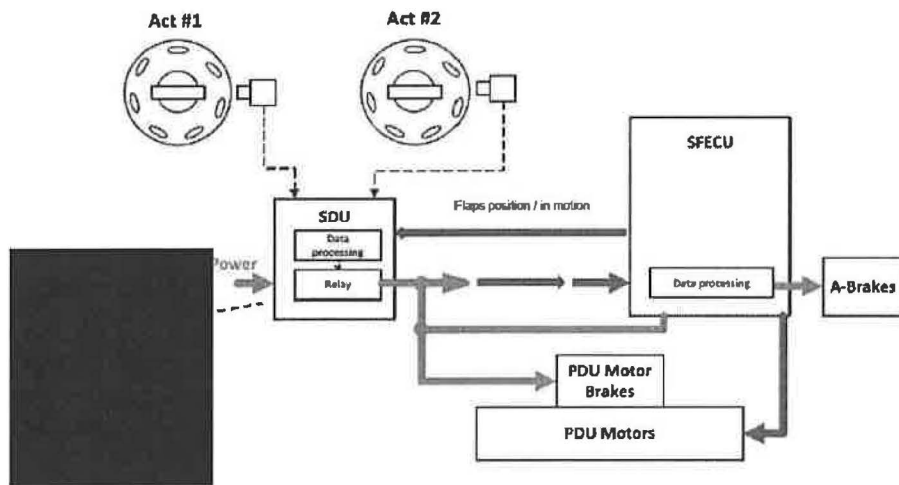 Act #1
Act #2
SFECU
SDU
Flaps position / in motion
Data processing
Power
Relay
Data processing
A-Brakes
PDU Motor
Brakes
PDU Motors